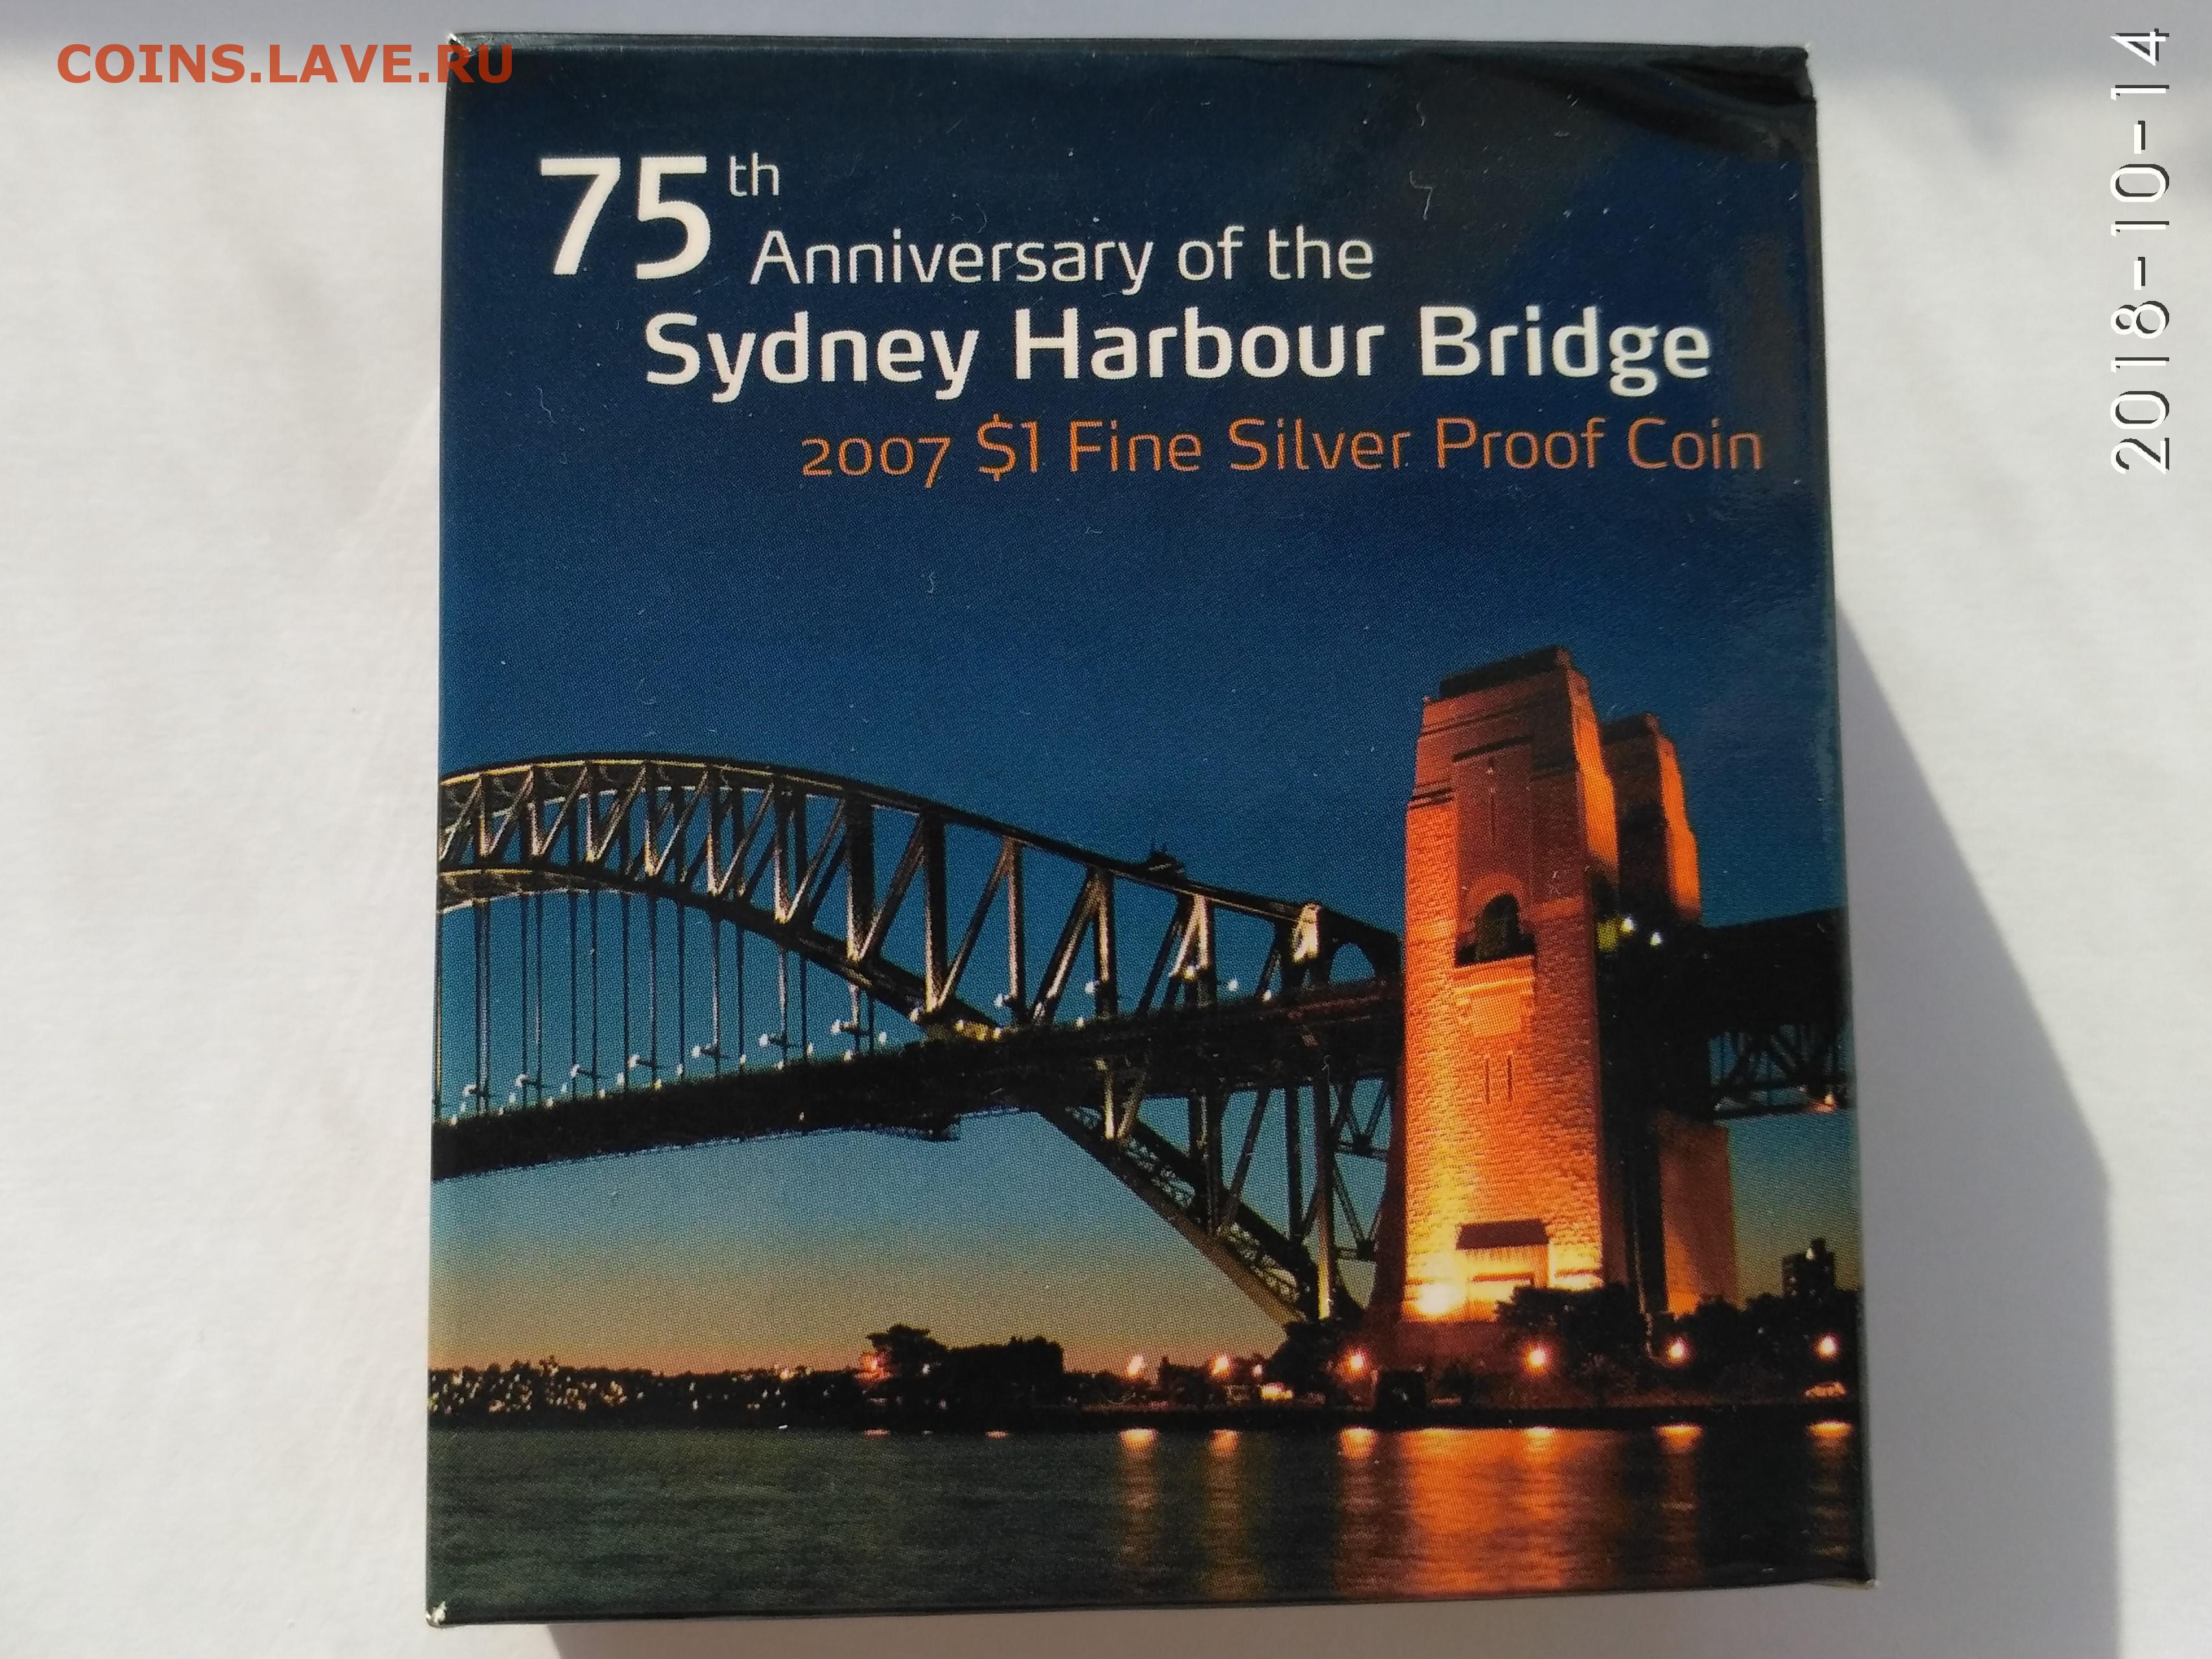 COINS.LAVE.RU
75th
Anniversary of the
Sydney Harbour Bridge
2007 $1 Fine Silver Proof Coin
2018-10-14